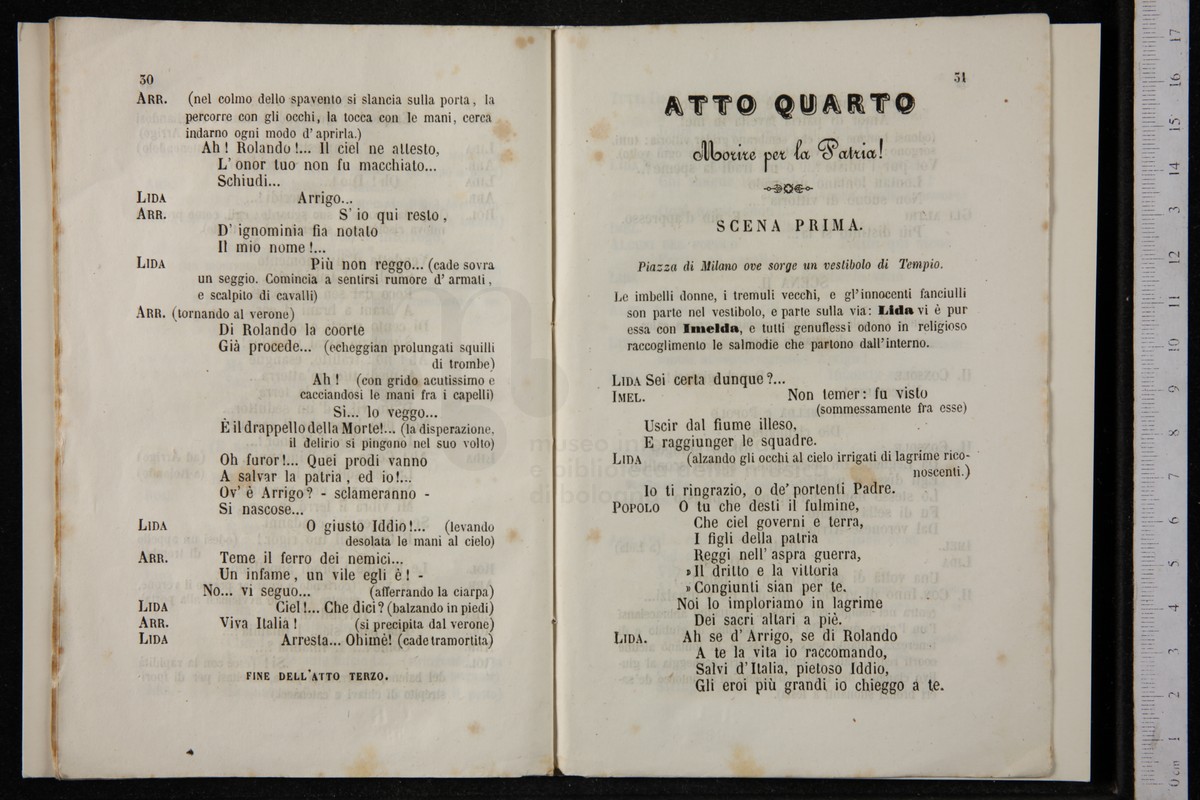 30
ARR. (nel colmo dello spavento si slancia sulla porta, la
percorre con gli occhi, la tocca con le mani, cerca
indarno ogni modo d'aprirla.)
Ah! Rolando!... Il ciel ne attesto,
L'onor tuo non fu macchiato...
Schiudi...
LIDA Arrigo...
ARR. S'io qui resto,
D'ignominia fia notato
Il mio nome!...
LIDA Più non reggo... (cade sovra
un seggio. Comincia a sentirsi rumore d'armati,
e scalpito di cavalli)
ARR. (tornando al verone)
Di Rolando la coorte
Già procede... (echeggian prolungati squilli
di trombe)
Ah! (con grido acutissimo e
cacciandosi le mani fra i capelli)
Si... lo veggo...
È il drappello della Morte!... (la disperazione,
il delirio si pingono nel suo volto)
Oh furor!... Quei prodi vanno
A salvar la patria, ed io!...
Ov'è Arrigo? - sclameranno -
Si nascose...
LIDA O giusto Iddio!... (levando
desolata le mani al cielo)
ARR. Teme il ferro dei nemici...
Un infame, un vile egli è! -
No... vi seguo... (afferrando la ciarpa)
LIDA Ciel!... Che dici? (balzando in piedi)
ARR. Viva Italia! (si precipita dal verone)
LIDA Arresta... Ohimè! (cade tramortita)
FINE DELL'ATTO TERZO.
31
ATTO QUARTO
Morire per la Patria!
SCENA PRIMA.
Piazza di Milano ove sorge un vestibolo di Tempio.
Le imbelli donne, i tremuli vecchi, e gl'innocenti fanciulli
son parte nel vestibolo, e parte sulla via: Lida vi è pur
essa con Imelda, e tutti genuflessi odono in religioso
raccoglimento le salmodie che partono dall'interno.
LIDA Sei certa dunque?...
IMEL. Non temer: fu visto
(sommessamente fra esse)
Uscir dal fiume illeso,
E raggiunger le squadre.
LIDA (alzando gli occhi al cielo irrigati di lagrime rico-
noscenti.)
Io ti ringrazio, o de' portenti Padre.
POPOLO O tu che desti il fulmine,
Che ciel governi e terra,
I figli della patria
Reggi nell'aspra guerra,
»Il dritto e la vittoria
»Congiunti sian per te.
Noi lo imploriamo in lagrime
Dei sacri altari a piè.
LIDA. Ah se d'Arrigo, se di Rolando
A te la vita io raccomando,
Salvi d'Italia, pietoso Iddio,
Gli eroi più grandi io chieggo a te.